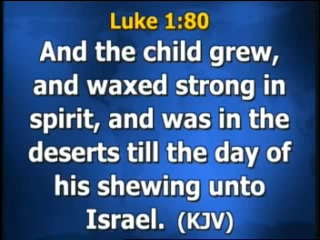 Luke 1:80
And the child grew,
and waxed strong in
spirit, and was in the
deserts till the day of
his shewing unto
Israel. (KJV)